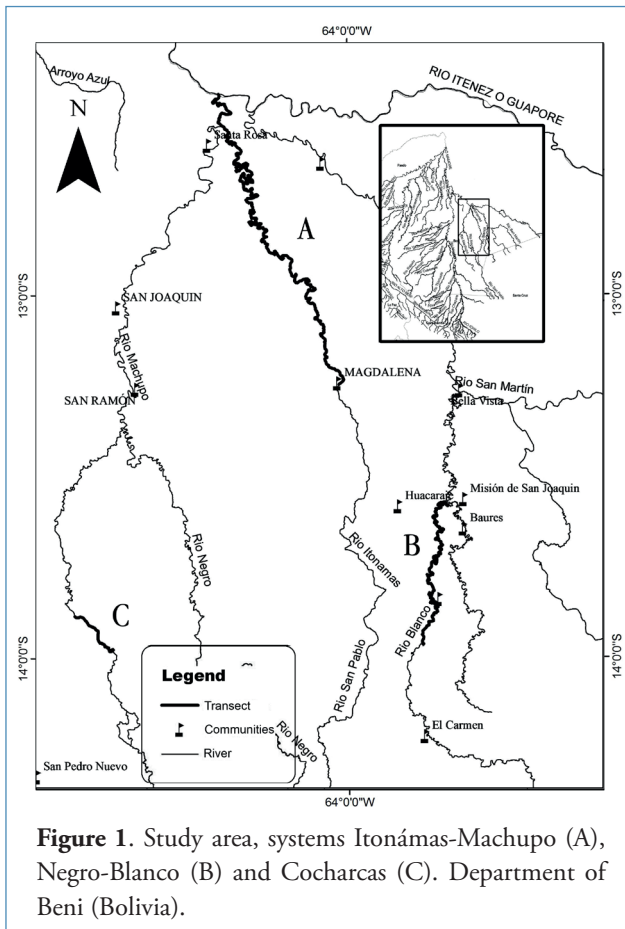 64°0'0"W
Arroyo Azul
N
RIO ITENEZ O GUAPORE
Santa Rosa
A
13°0'0"S
13°0'0"S
SAN JOAQUIN
Rio Machupo
MAGDALENA
SAN RAMÓN
Rio San Martín
Bella Vista
Huacaraje
Misión de San Joaquin
Baures
B
Rio Itonamas
Rio Negro
C
Rio Blanco
14°0'0"S
14°0'0"S
Rio San Pablo
Legend
Transect
Communities
River
Rio Negro
El Carmen
San Pedro Nuevo
64°0'0"W
Figure 1. Study area, systems Itonámas-Machupo (A),
Negro-Blanco (B) and Cocharcas (C). Department of
Beni (Bolivia).